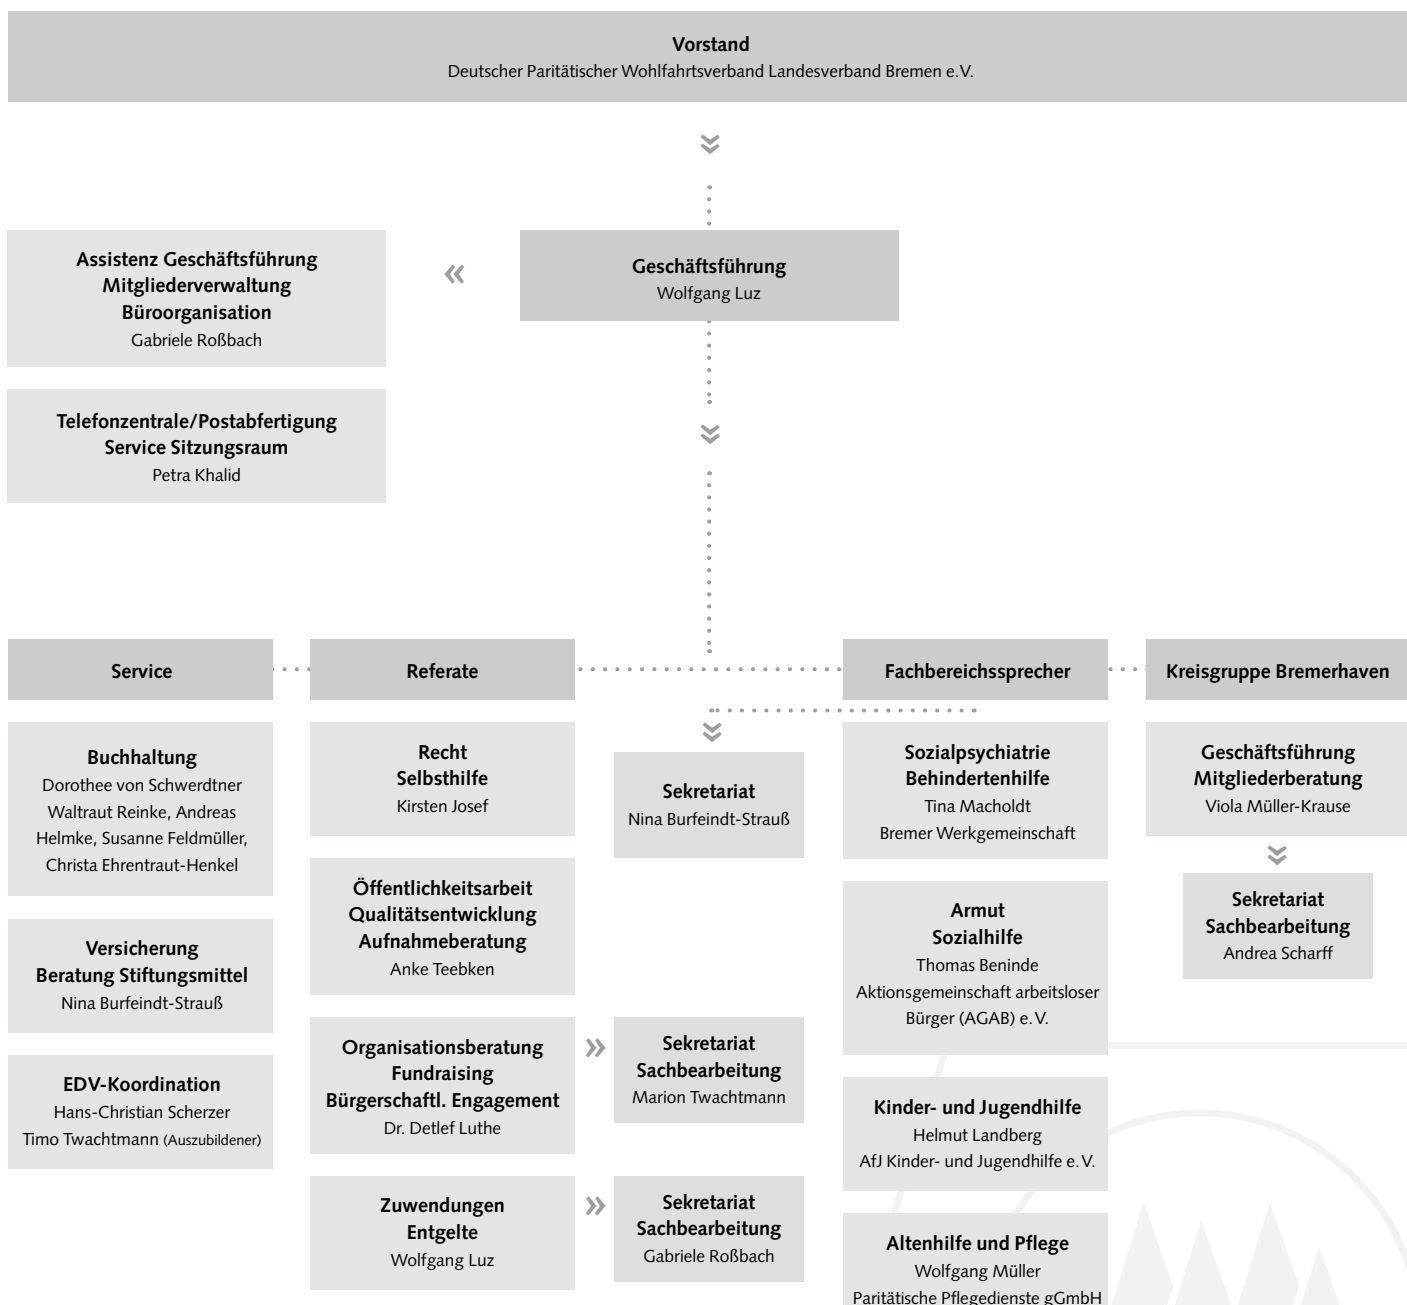 Vorstand
Deutscher Paritätischer Wohlfahrtsverband Landesverband Bremen e.V.
Assistenz Geschäftsführung
Mitgliederverwaltung
Büroorganisation
Gabriele Roßbach
Geschäftsführung
Wolfgang Luz
Telefonzentrale/Postabfertigung
Service Sitzungsraum
Petra Khalid
Service
Buchhaltung
Dorothee von Schwerdtner
Waltraut Reinke, Andreas
Helmke, Susanne Feldmüller,
Christa Ehrentraut-Henkel
Versicherung
Beratung Stiftungsmittel
Nina Burfeindt-Strauß
EDV-Koordination
Hans-Christian Scherzer
Timo Twachtmann (Auszubildener)
Referate
Recht
Selbsthilfe
Kirsten Josef
Öffentlichkeitsarbeit
Qualitätsentwicklung
Aufnahmeberatung
Anke Teebken
Organisationsberatung
Fundraising
Bürgerschaftl. Engagement
Dr. Detlef Luthe
Zuwendungen
Entgelte
Wolfgang Luz
Sekretariat
Nina Burfeindt-Strauß
Sekretariat
Sachbearbeitung
Marion Twachtmann
Sekretariat
Sachbearbeitung
Gabriele Roßbach
Fachbereichssprecher
Sozialpsychiatrie
Behindertenhilfe
Tina Macholdt
Bremer Werkgemeinschaft
Armut
Sozialhilfe
Thomas Beninde
Aktionsgemeinschaft arbeitsloser
Bürger (AGAB) e.V.
Kinder- und Jugendhilfe
Helmut Landberg
AfJ Kinder- und Jugendhilfe e.V.
Altenhilfe und Pflege
Wolfgang Müller
Paritätische Pflegedienste gGmbH
Kreisgruppe Bremerhaven
Geschäftsführung
Mitgliederberatung
Viola Müller-Krause
Sekretariat
Sachbearbeitung
Andrea Scharff